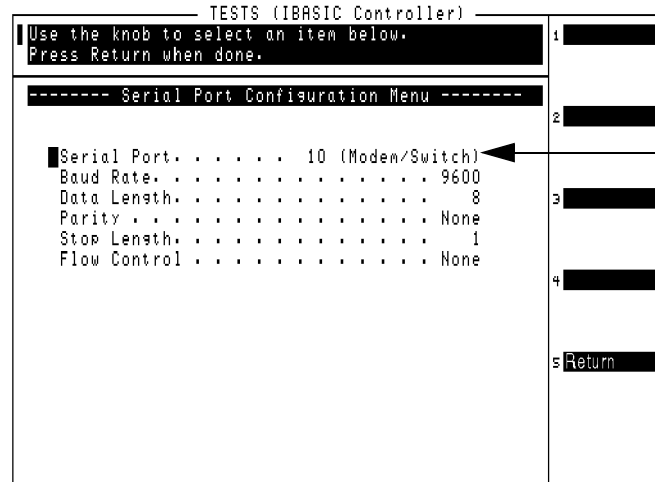 TESTS (IBASIC Controller)
Use the knob to select an item below.
Press Return when done.
-------- Serial Port Configuration Menu --------
Serial Port. . . . . . 10 (Modem/Switch)
Baud Rate. . . . . . . . . . . . . . 9600
Data Length. . . . . . . . . . . . . 8
Parity . . . . . . . . . . . . . . . None
Stop Length. . . . . . . . . . . . . 1
Flow Control . . . . . . . . . . . . None
1
2
3
4
5 Return